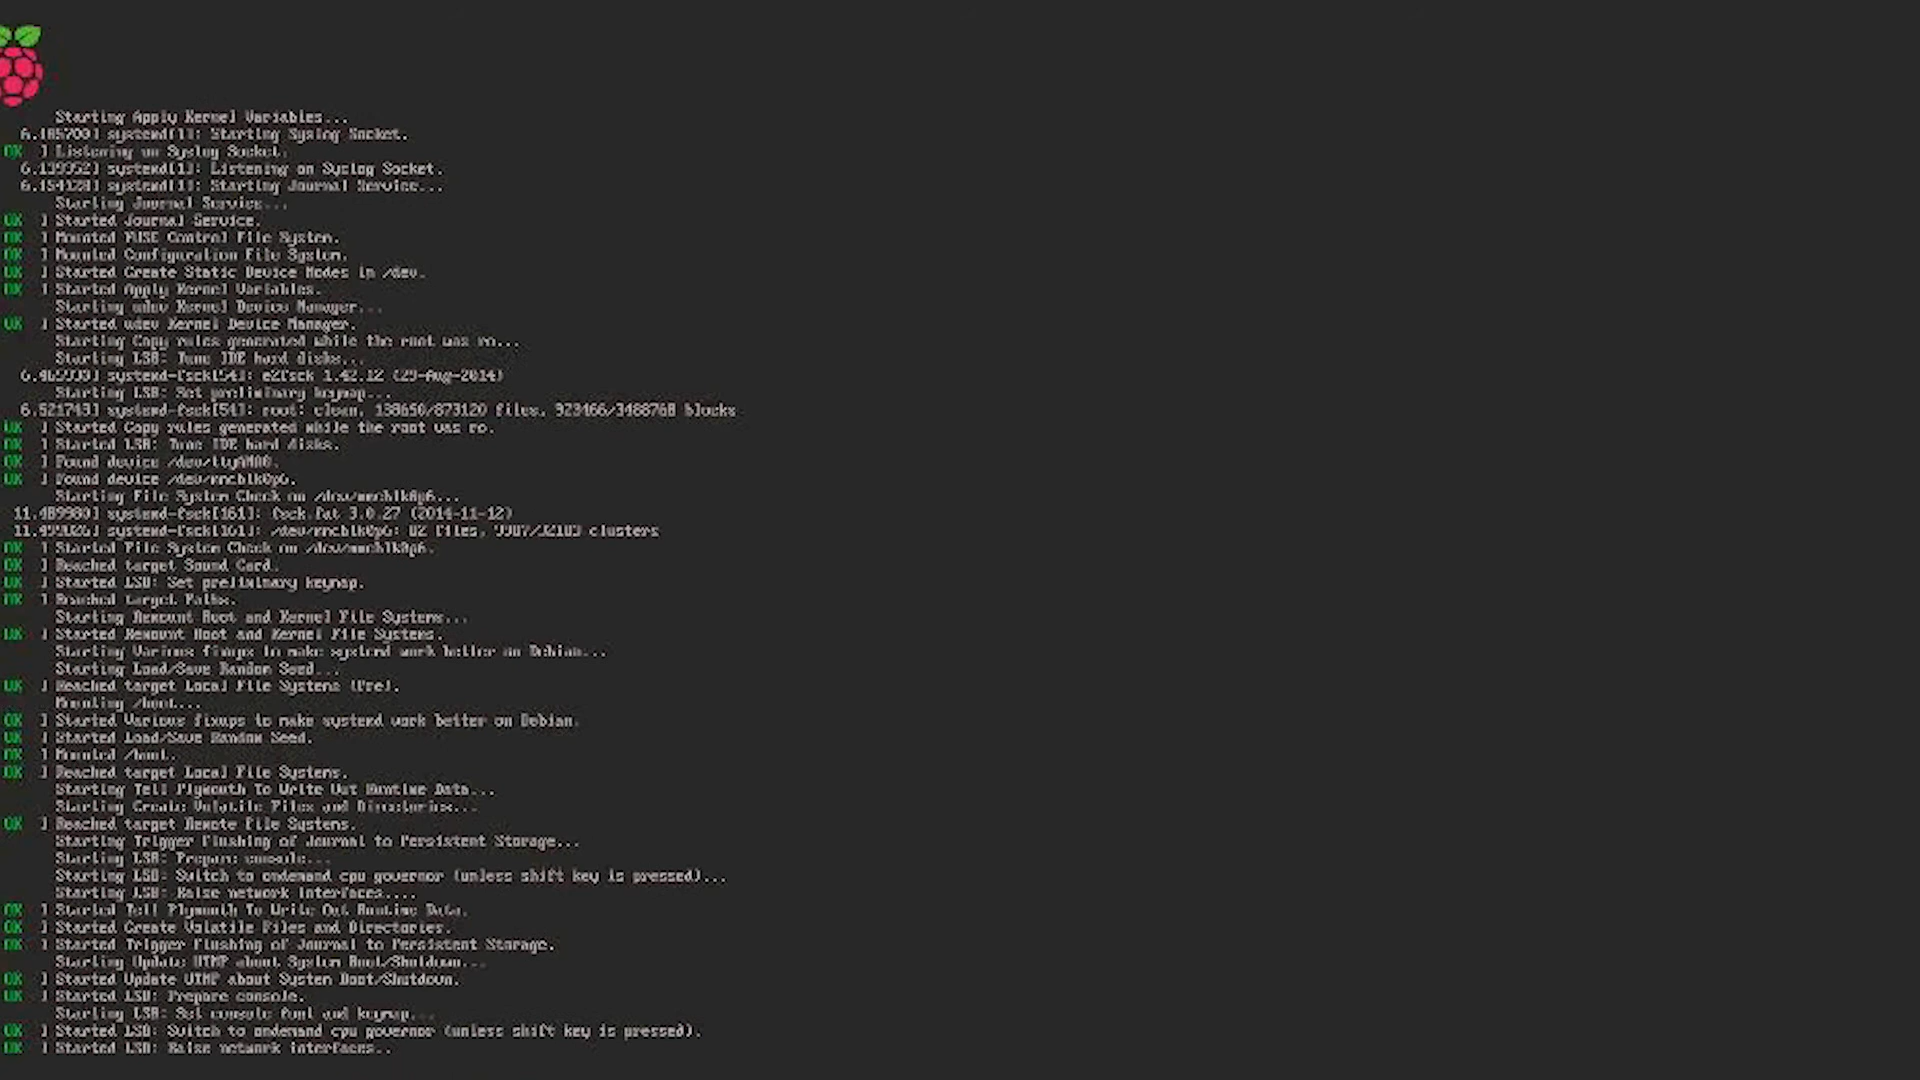 Starting Apply Kernel Variables...
systemd[1]: Starting Syslog Socket.
OK ] Listening on Syslog Socket.
6.139952] systemd[1]: Listening on Syslog Socket.
6.154128] systemd[1]: Starting Journal Service...
Starting Journal Service...
OK ] Started Journal Service.
OK ] Mounted FUSE Control File System.
OK ] Mounted Configuration File System.
OK ] Started Create Static Device Nodes in /dev.
OK ] Started Apply Kernel Variables.
Starting udev Kernel Device Manager...
OK ] Started udev Kernel Device Manager.
Starting Copy rules generated while the root was ro...
Starting LSB: Tune IDE hard disks...
systemd-fsck[54]: e2fsck 1.42.12 (29-Aug-2014)
Starting LSB: Set preliminary keymap...
6.521743] systemd-fsck[54]: root: clean, 138650/873120 files, 923466/3488768 blocks
OK ] Started Copy rules generated while the root was ro.
OK ] Started LSB: Tune IDE hard disks.
OK ] Found device /dev/ttyAMA0.
OK ] Found device /dev/mmcblk0p6.
Starting File System Check on /dev/mmcblk0p6...
11.489980] systemd-fsck[161]: fsck.fat 3.0.27 (2014-11-12)
systemd-fsck[161]: /dev/mmcblk0p6: 82 files, clusters
OK ] Started File System Check on /dev/mmcblk0p6.
OK ] Reached target Sound Card.
OK ] Started LSB: Set preliminary keymap.
OK ] Reached target Paths.
Starting Remount Root and Kernel File Systems...
OK ] Started Remount Root and Kernel File Systems.
Starting Various fixups to make systemd work better on Debian...
Starting Load/Save Random Seed...
OK ] Reached target Local File Systems (Pre).
Mounting /boot...
OK ] Started Various fixups to make systemd work better on Debian.
OK ] Started Load/Save Random Seed.
OK ] Mounted /boot.
OK ] Reached target Local File Systems.
Starting Tell Plymouth To Write Out Runtime Data...
Starting Create Volatile Files and Directories...
OK ] Reached target Remote File Systems.
Starting Trigger Flushing of Journal to Persistent Storage...
Starting LSB: Prepare console...
Starting LSB: Switch to ondemand cpu governor (unless shift key is pressed)...
Starting LSB: Raise network interfaces....
OK ] Started Tell Plymouth To Write Out Runtime Data.
OK ] Started Create Volatile Files and Directories.
OK ] Started Trigger Flushing of Journal to Persistent Storage.
Starting Update UTMP about System Boot/Shutdown...
OK ] Started Update UTMP about System Boot/Shutdown.
OK ] Started LSB: Prepare console.
Starting LSB: Set console font and keymap...
OK ] Started LSB: Switch to ondemand cpu governor (unless shift key is pressed).
OK ] Started LSB: Raise network interfaces..